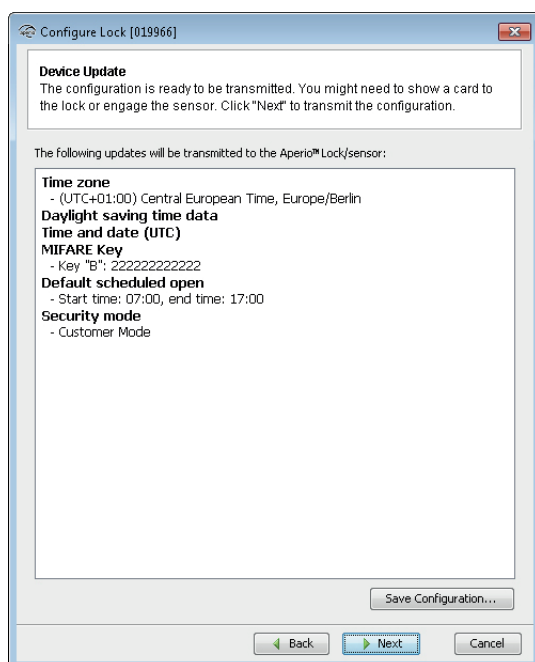 Configure Lock [019966]
Device Update
The configuration is ready to be transmitted. You might need to show a card to
the lock or engage the sensor. Click "Next" to transmit the configuration.
The following updates will be transmitted to the Aperio™ Lock/sensor:
Time zone
- (UTC+01:00) Central European Time, Europe/Berlin
Daylight saving time data
Time and date (UTC)
MIFARE Key
- Key "B": 222222222222
Default scheduled open
- Start time: 07:00, end time: 17:00
Security mode
- Customer Mode
Save Configuration...
Back
Next
Cancel